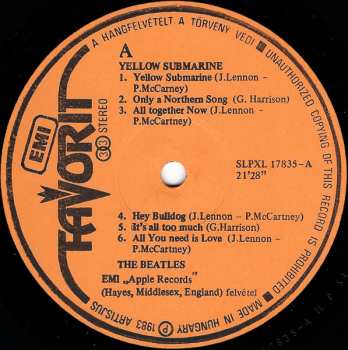 A HANGFELVÉTELT A TÖRVÉNY VÉDI ■ UNAUTHORIZED COPYING OF THIS RECORD IS PROHIBITED
MADE IN HUNGARY ARTISJUS Ⓟ 1983
EMI
FAVORIT
33 STEREO
A
YELLOW SUBMARINE
1. Yellow Submarine (J.Lennon –
P.McCarney)
2. Only a Northern Song (G. Harrison)
3. All together Now (J.Lennon –
P.McCartney)
SLPXL 17835-A
21'28"
4. Hey Bulldog (J.Lennon – P.McCartney)
5. It's all too much (G.Harrison)
6. All You need is Love (J.Lennon –
P.McCartney)
THE BEATLES
EMI „Apple Records"
(Hayes, Middlesex, England) felvétel